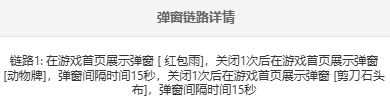 弹窗链路详情
链路1: 在游戏首页展示弹窗 [ 红包雨]，关闭1次后在游戏首页展示弹窗
[动物牌]，弹窗间隔时间15秒，关闭1次后在游戏首页展示弹窗 [剪刀石头
布]，弹窗间隔时间15秒